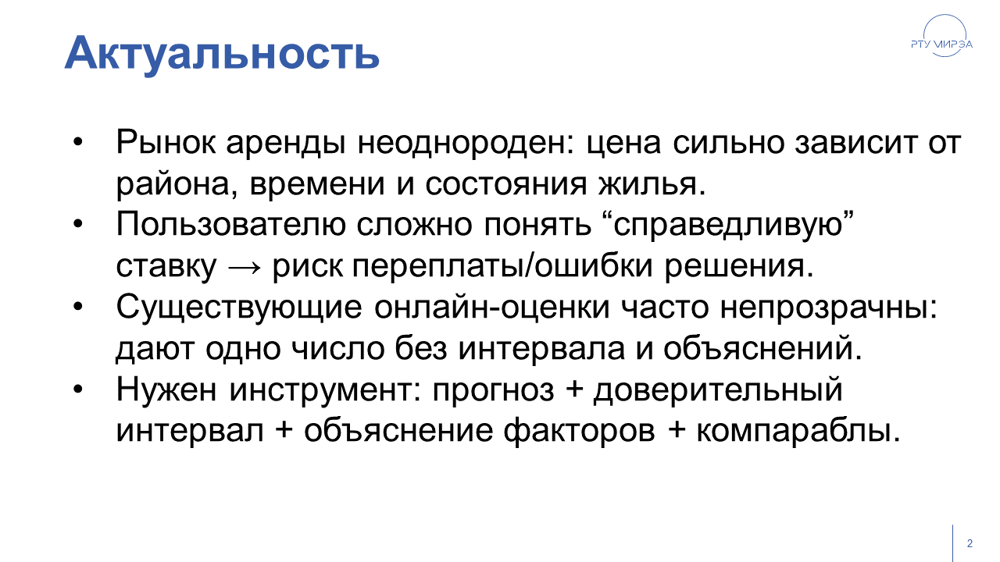 Актуальность
РТУ МИРЭА
• Рынок аренды неоднороден: цена сильно зависит от
района, времени и состояния жилья.
• Пользователю сложно понять “справедливую”
ставку → риск переплаты/ошибки решения.
• Существующие онлайн-оценки часто непрозрачны:
дают одно число без интервала и объяснений.
• Нужен инструмент: прогноз + доверительный
интервал + объяснение факторов + компараблы.
2